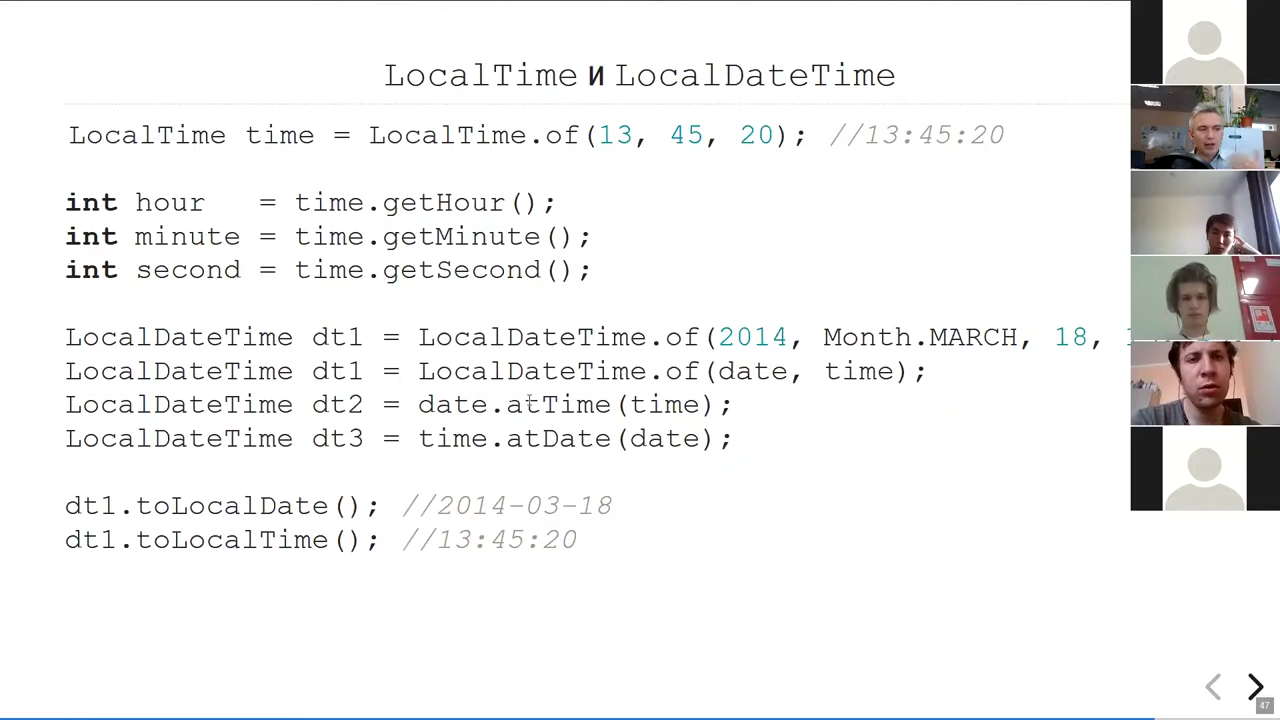 LocalTime и LocalDateTime
LocalTime time = LocalTime.of(13, 45, 20); //13:45:20
int hour   = time.getHour();
int minute = time.getMinute();
int second = time.getSecond();
LocalDateTime dt1 = LocalDateTime.of(2014, Month.MARCH, 18,
LocalDateTime dt1 = LocalDateTime.of(date, time);
LocalDateTime dt2 = date.atTime(time);
LocalDateTime dt3 = time.atDate(date);
dt1.toLocalDate(); //2014-03-18
dt1.toLocalTime(); //13:45:20
47